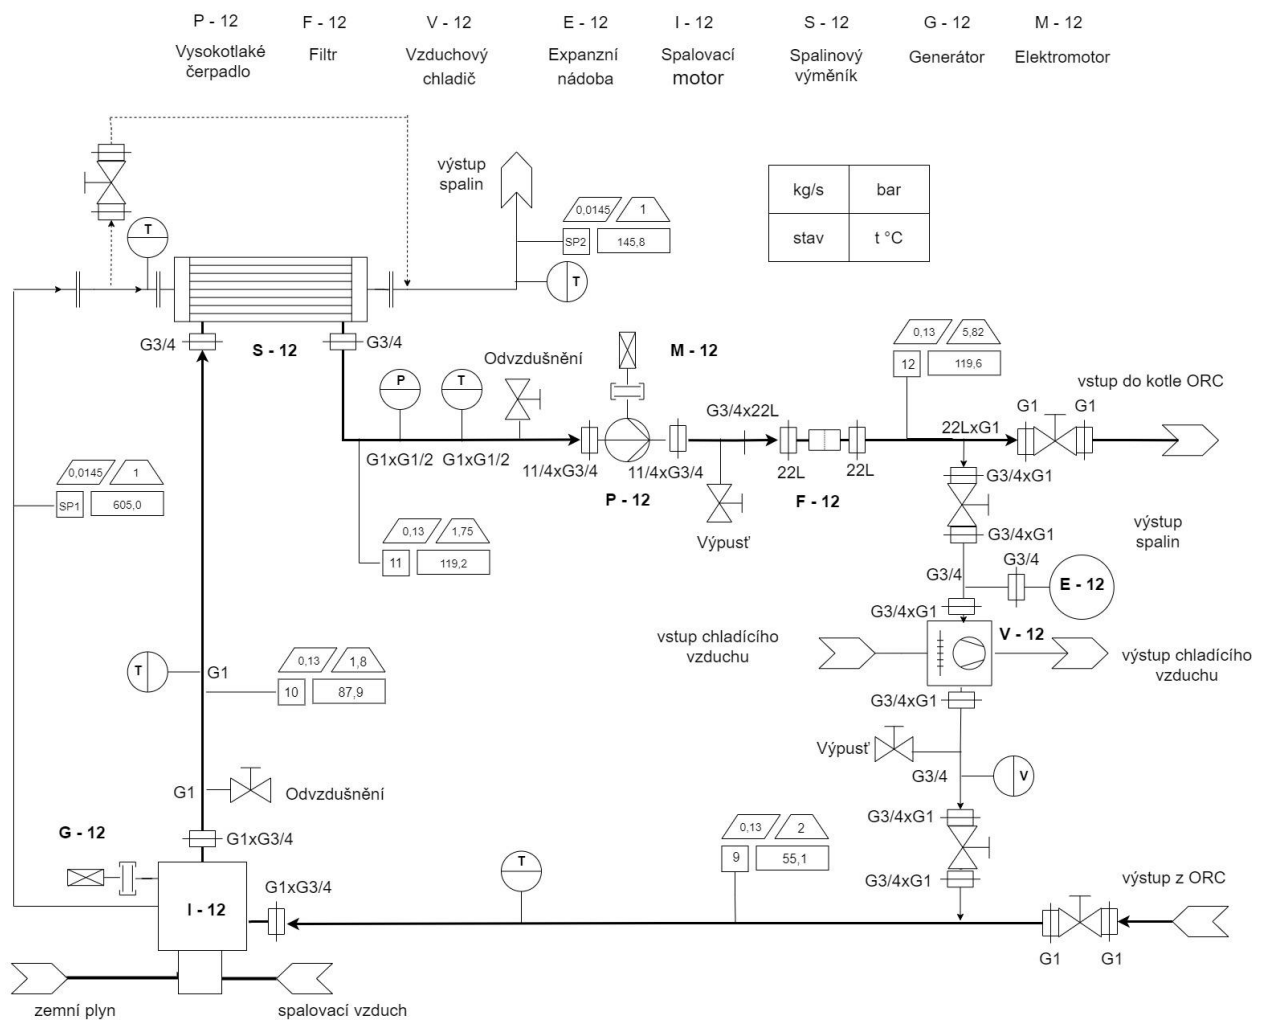 P - 12
F - 12
V - 12
E - 12
I - 12
S - 12
G - 12
M - 12
Vysokotlaké
čerpadlo
Filtr
Vzduchový
chladič
Expanzní
nádoba
Spalovací
motor
Spalinový
výměník
Generátor
Elektromotor
výstup
spalin
kg/s
bar
stav
t °C
0,0145
1
SP2
145,8
T
T
G3/4
S - 12
G3/4
M - 12
0,13
5,82
12
119,6
Odvzdušnění
vstup do kotle ORC
P
T
G3/4x22L
G1
G1
22LxG1
G1xG1/2
G1xG1/2
11/4xG3/4
11/4xG3/4
22L
22L
G3/4xG1
P - 12
F - 12
0,0145
1
SP1
605,0
0,13
1,75
11
119,2
Výpusť
G3/4xG1
výstup
spalin
G3/4
G3/4
E - 12
G3/4xG1
V - 12
vstup chladícího
vzduchu
výstup chladícího
vzduchu
T
G1
0,13
1,8
10
87,9
G3/4xG1
Výpusť
G3/4
V
G1
Odvzdušnění
G3/4xG1
G - 12
G1xG3/4
0,13
2
9
55,1
T
G3/4xG1
výstup z ORC
G1xG3/4
I - 12
G1
G1
zemní plyn
spalovací vzduch